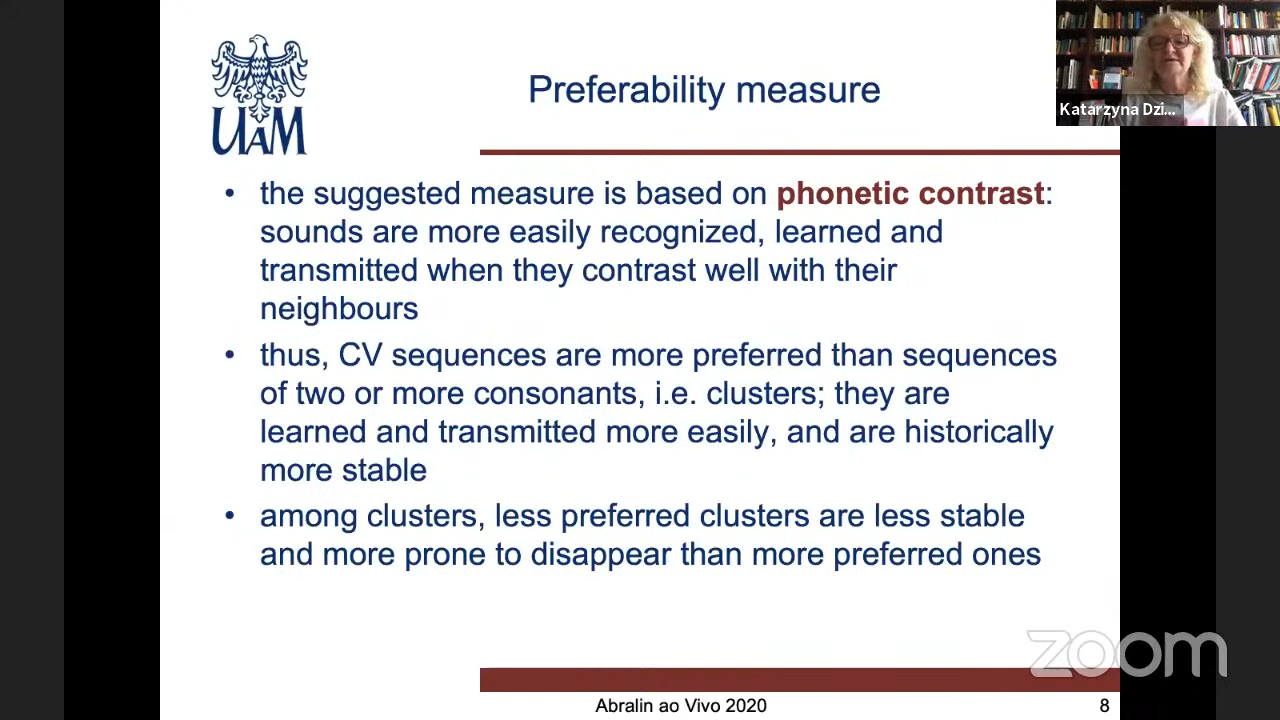 Preferability measure
UAM
Katarzyna Dzi...
• the suggested measure is based on phonetic contrast:
sounds are more easily recognized, learned and
transmitted when they contrast well with their
neighbours
• thus, CV sequences are more preferred than sequences
of two or more consonants, i.e. clusters; they are
learned and transmitted more easily, and are historically
more stable
• among clusters, less preferred clusters are less stable
and more prone to disappear than more preferred ones
zoom
Abralin ao Vivo 2020
8